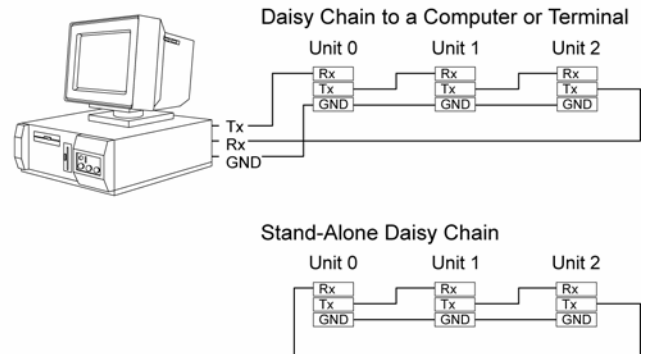 Daisy Chain to a Computer or Terminal
Unit 0 Unit 1 Unit 2
Rx Rx Rx
Tx Tx Tx
GND GND GND
Tx
Rx
GND
Stand-Alone Daisy Chain
Unit 0 Unit 1 Unit 2
Rx Rx Rx
Tx Tx Tx
GND GND GND